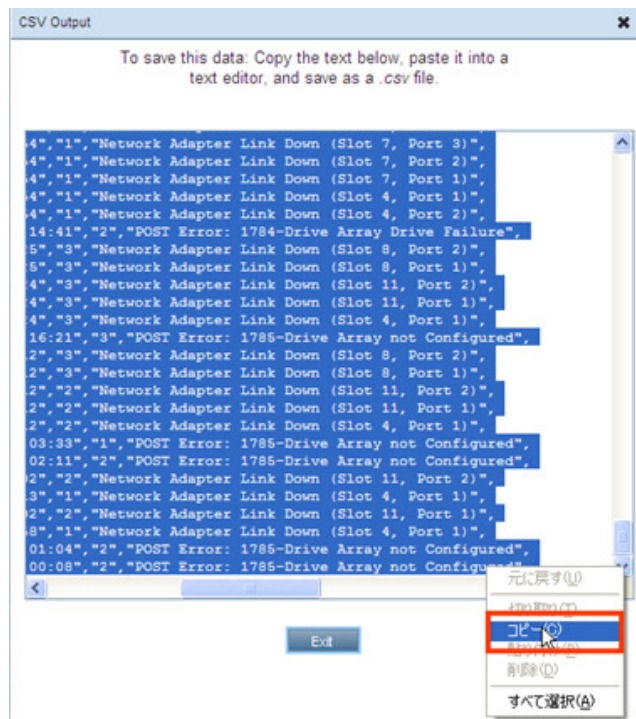 CSV Output
To save this data: Copy the text below, paste it into a
text editor, and save as a .csv file.
4","1","Network Adapter Link Down (Slot 7, Port 3)",
4","1","Network Adapter Link Down (Slot 7, Port 2)",
4","1","Network Adapter Link Down (Slot 7, Port 1)",
4","1","Network Adapter Link Down (Slot 4, Port 1)",
4","1","Network Adapter Link Down (Slot 4, Port 2)",
14:41","2","POST Error: 1784-Drive Array Drive Failure",
5","3","Network Adapter Link Down (Slot 8, Port 2)",
5","3","Network Adapter Link Down (Slot 8, Port 1)",
4","3","Network Adapter Link Down (Slot 11, Port 2)",
4","3","Network Adapter Link Down (Slot 11, Port 1)",
4","3","Network Adapter Link Down (Slot 4, Port 1)",
16:21","3","POST Error: 1785-Drive Array not Configured",
2","3","Network Adapter Link Down (Slot 8, Port 2)",
2","3","Network Adapter Link Down (Slot 8, Port 1)",
2","2","Network Adapter Link Down (Slot 11, Port 2)",
2","2","Network Adapter Link Down (Slot 11, Port 1)",
2","2","Network Adapter Link Down (Slot 4, Port 1)",
03:33","1","POST Error: 1785-Drive Array not Configured",
02:11","2","POST Error: 1785-Drive Array not Configured",
2","2","Network Adapter Link Down (Slot 11, Port 2)",
3","1","Network Adapter Link Down (Slot 4, Port 1)",
2","2","Network Adapter Link Down (Slot 11, Port 1)",
8","1","Network Adapter Link Down (Slot 4, Port 1)",
01:04","2","POST Error: 1785-Drive Array not Configured",
00:08","2","POST Error: 1785-Drive Array not Configured",
元に戻す(U)
コピー(C)
削除(D)
すべて選択(A)
Exit